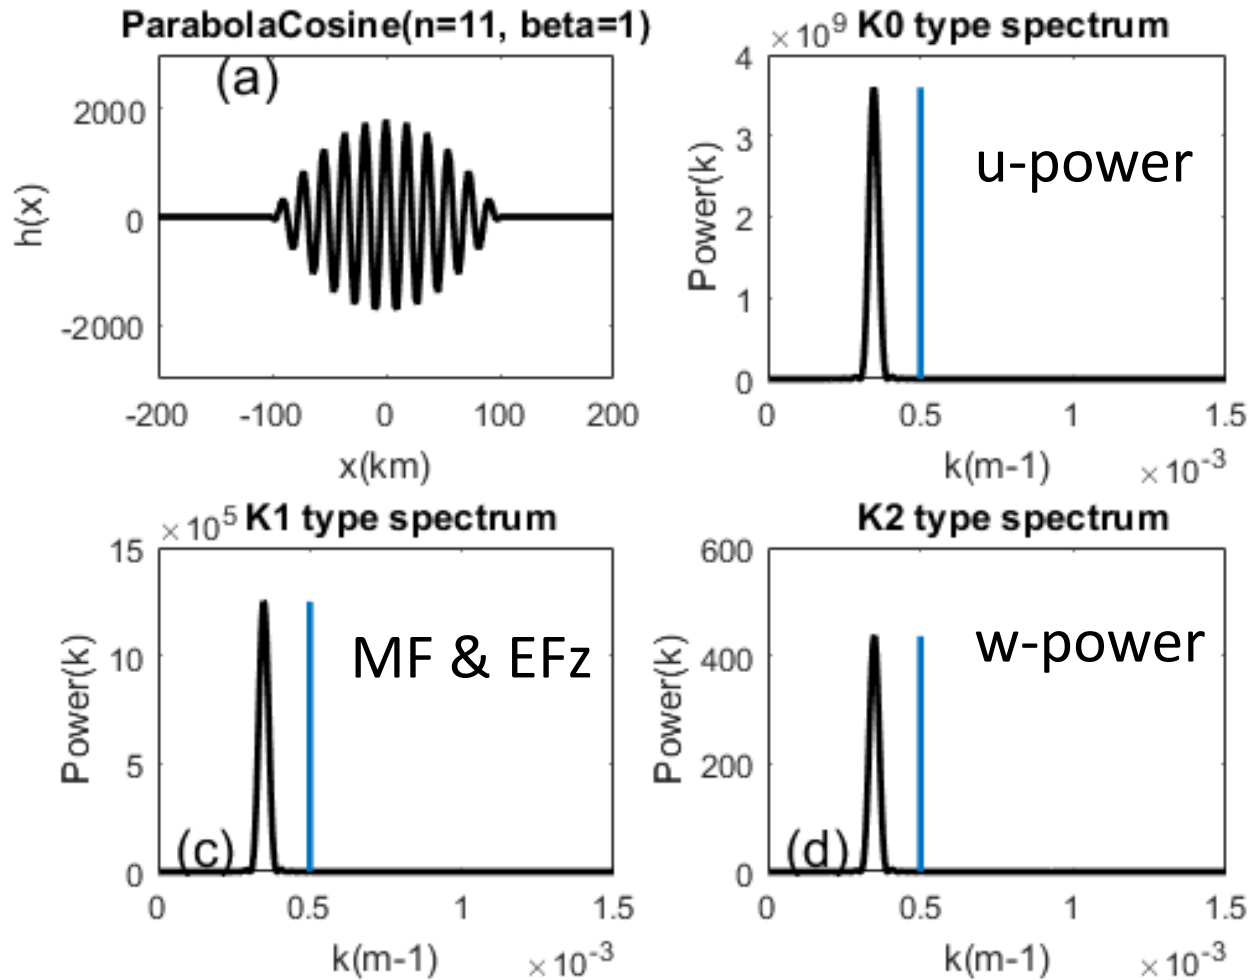 ParabolaCosine(n=11, beta=1)
(a)
h(x)
2000
0
-2000
-200 -100 0 100 200
x(km)
×10^9 K0 type spectrum
u-power
Power(k)
4
3
2
1
0
0 0.5 1 1.5
k(m-1) ×10^-3
×10^5 K1 type spectrum
MF & EFz
Power(k)
15
10
5
0
(c)
0 0.5 1 1.5
k(m-1) ×10^-3
K2 type spectrum
w-power
Power(k)
600
400
200
0
(d)
0 0.5 1 1.5
k(m-1) ×10^-3